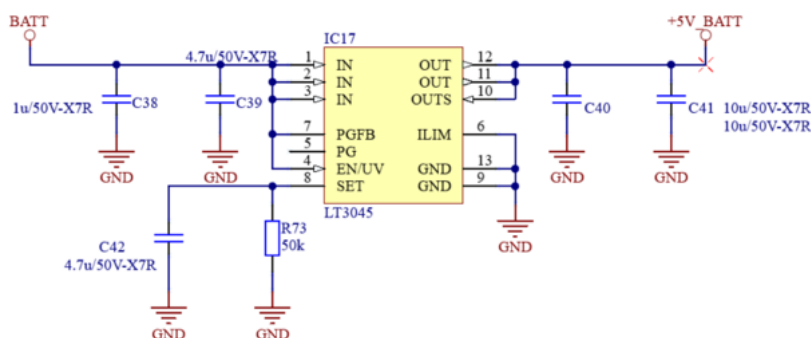 BATT
+5V_BATT
IC17
4.7u/50V-X7R
1 IN OUT 12
2 IN OUT 11
3 IN OUTS 10
1u/50V-X7R C38 C39 C40 C41 10u/50V-X7R
10u/50V-X7R
7 PGFB ILIM 6
5 PG
4 EN/UV GND 13
8 SET GND 9
GND GND GND GND
LT3045
R73
50k
GND
C42
4.7u/50V-X7R
GND GND